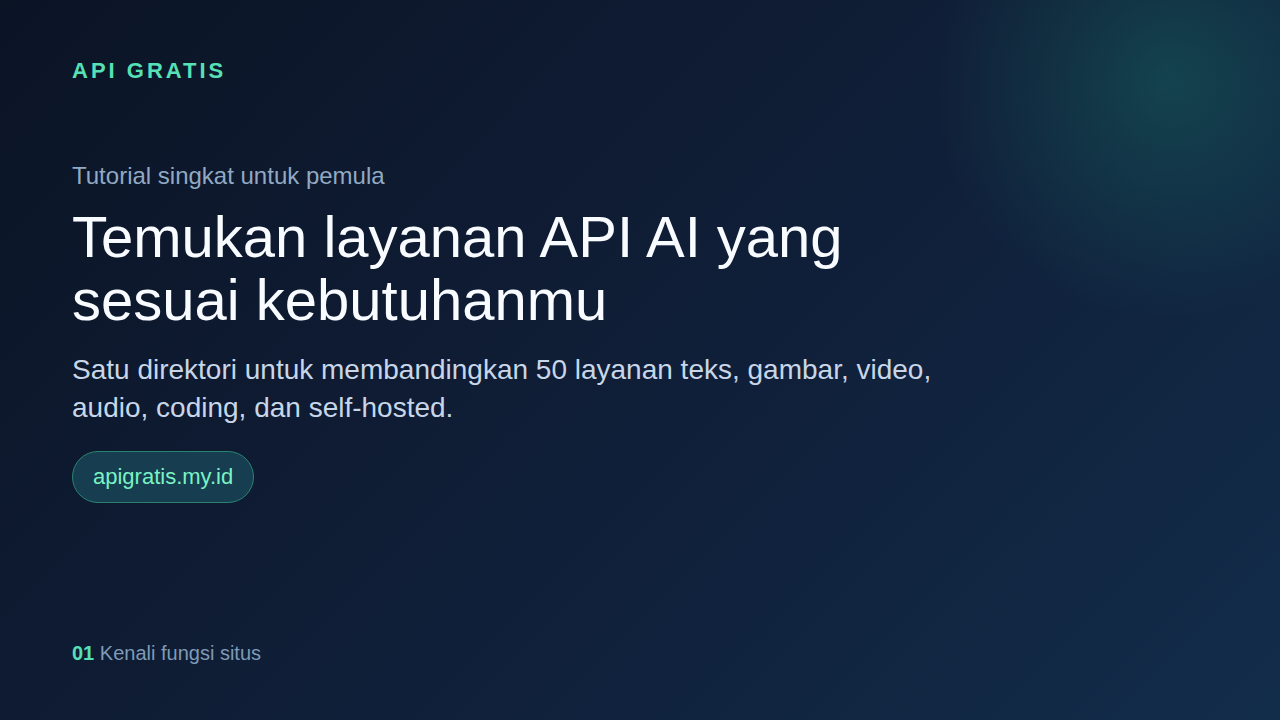 API GRATIS
Tutorial singkat untuk pemula
Temukan layanan API AI yang
sesuai kebutuhanmu
Satu direktori untuk membandingkan 50 layanan teks, gambar, video,
audio, coding, dan self-hosted.
apigratis.my.id
01 Kenali fungsi situs